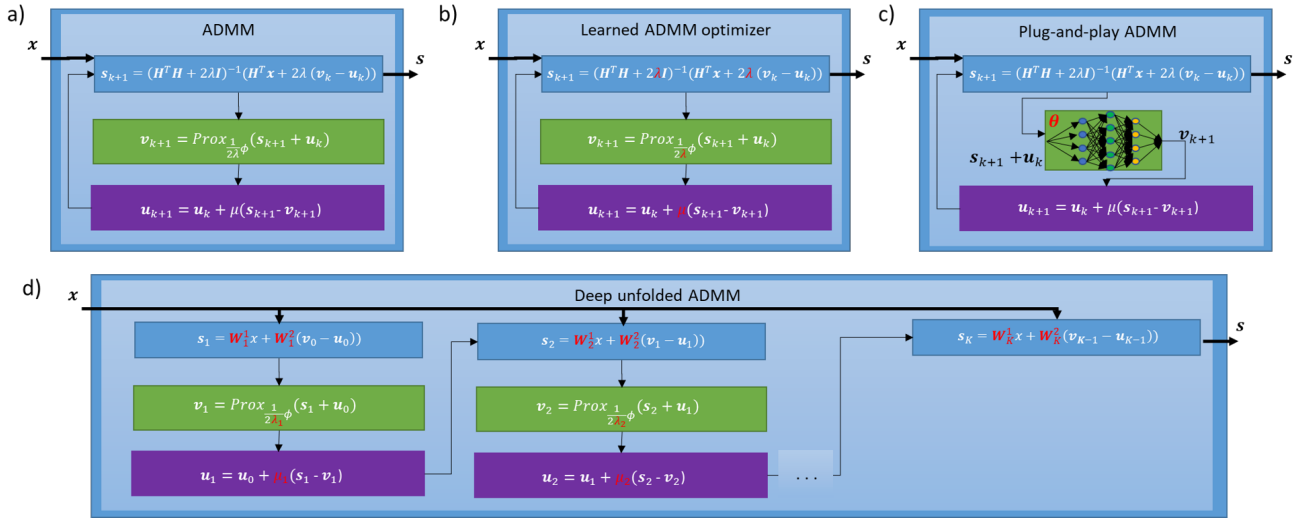 a)
ADMM
x
s_{k+1} = (H^T H + 2λI)^{-1}(H^T x + 2λ (v_k − u_k))
s
v_{k+1} = Prox_{\frac{1}{2λ}ϕ}(s_{k+1} + u_k)
u_{k+1} = u_k + μ(s_{k+1}- v_{k+1})
b)
Learned ADMM optimizer
x
s_{k+1} = (H^T H + 2λI)^{-1}(H^T x + 2λ (v_k − u_k))
s
v_{k+1} = Prox_{\frac{1}{2λ}ϕ}(s_{k+1} + u_k)
u_{k+1} = u_k + μ(s_{k+1}- v_{k+1})
c)
Plug-and-play ADMM
x
s_{k+1} = (H^T H + 2λI)^{-1}(H^T x + 2λ (v_k − u_k))
s
θ
v_{k+1}
s_{k+1} + u_k
u_{k+1} = u_k + μ(s_{k+1}- v_{k+1})
d)
Deep unfolded ADMM
x
s_1 = W_1^1 x + W_1^2 (v_0 − u_0))
v_1 = Prox_{\frac{1}{2λ_1}ϕ}(s_1 + u_0)
u_1 = u_0 + μ_1(s_1 - v_1)
s_2 = W_2^1 x + W_2^2 (v_1 − u_1))
v_2 = Prox_{\frac{1}{2λ_2}ϕ}(s_2 + u_1)
u_2 = u_1 + μ_2(s_2 - v_2)
...
s_K = W_K^1 x + W_K^2 (v_{K−1} − u_{K−1}))
s